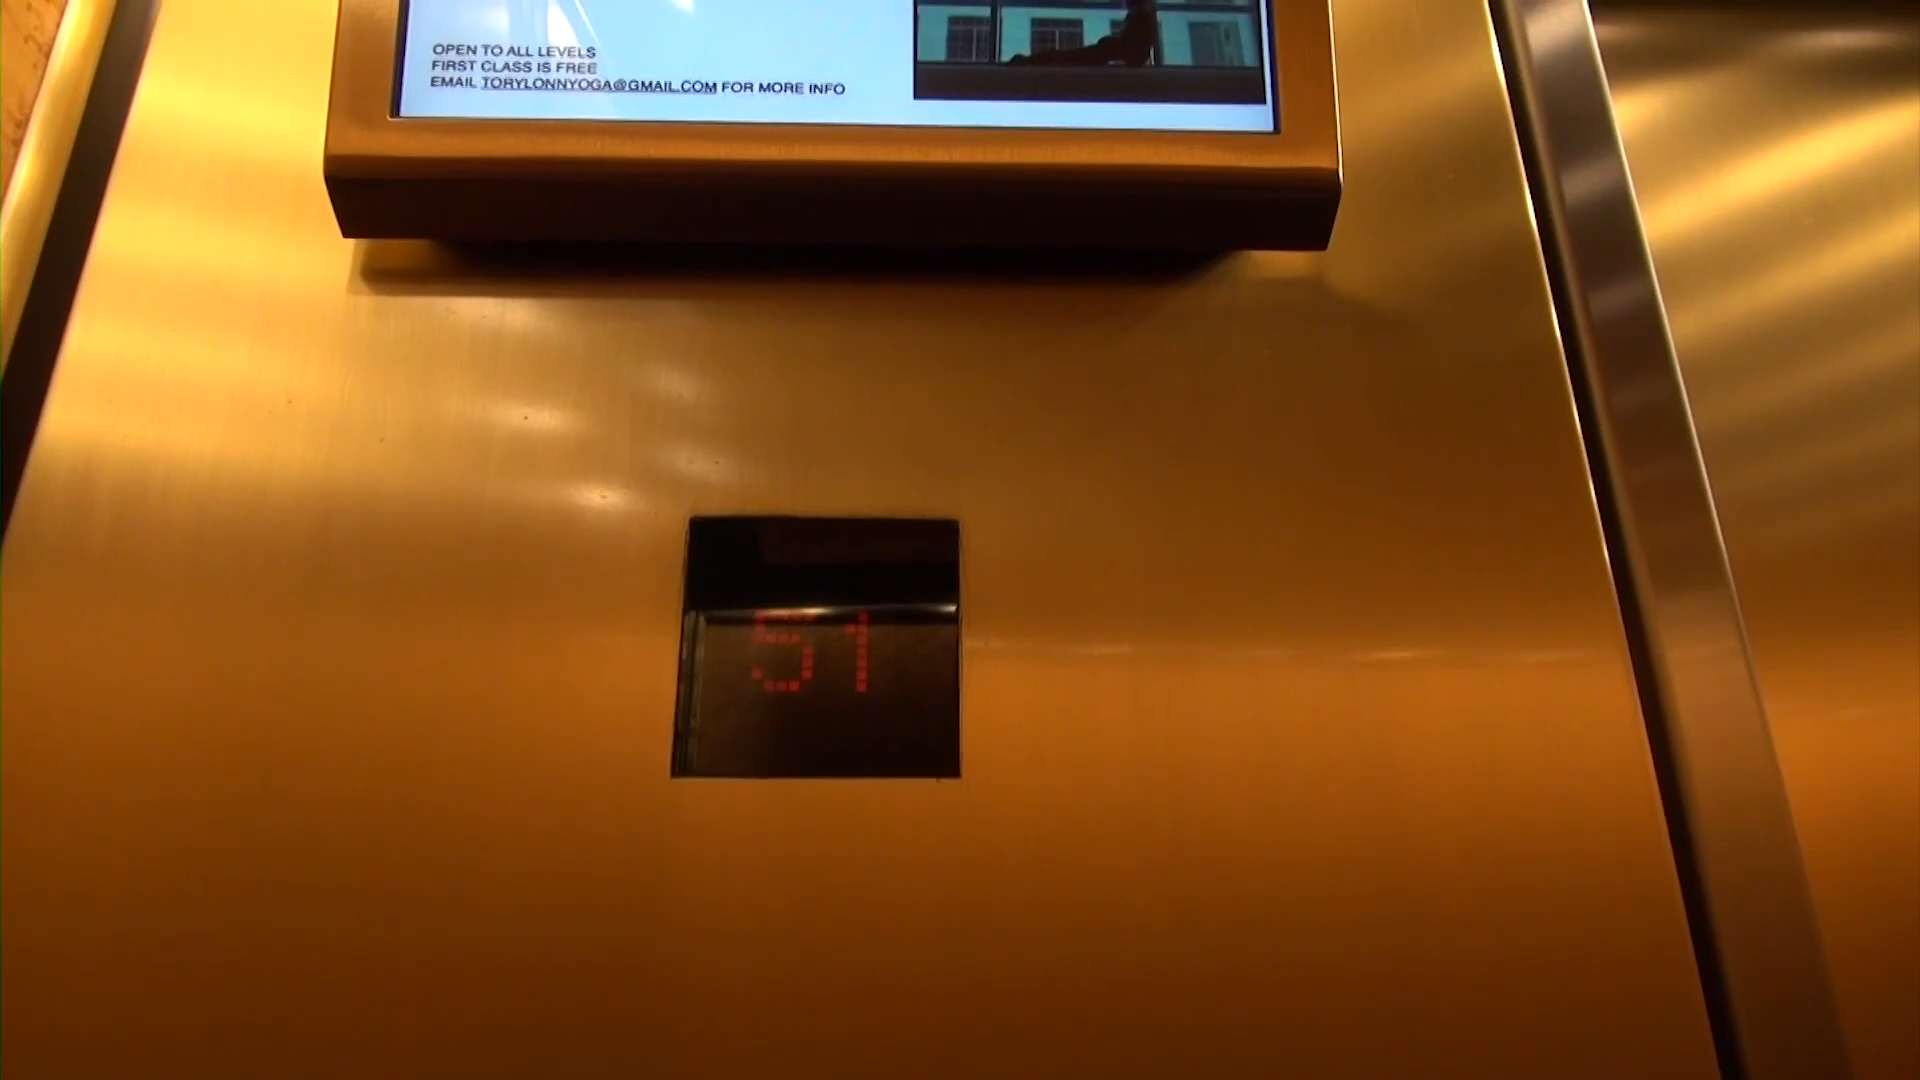 OPEN TO ALL LEVELS
FIRST CLASS IS FREE
EMAIL TORYLONNYOGA@GMAIL.COM FOR MORE INFO
51